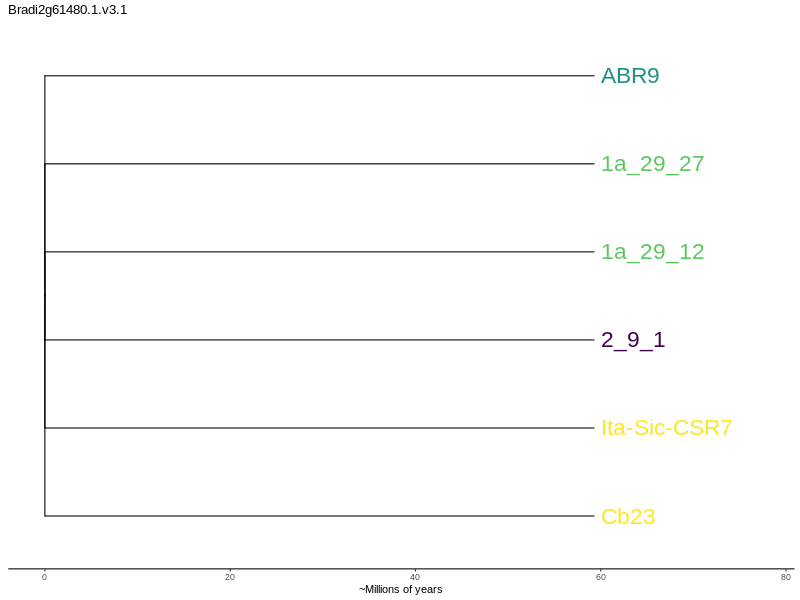 Bradi2g61480.1.v3.1
ABR9
1a_29_27
1a_29_12
2_9_1
Ita-Sic-CSR7
Cb23
0 20 40 60 80
~Millions of years